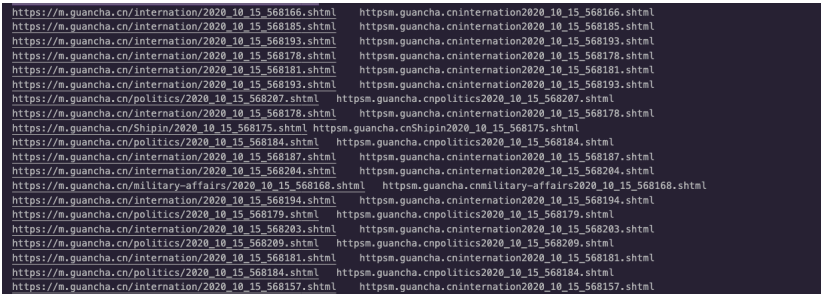 https://m.guancha.cn/internation/2020_10_15_568166.shtml httpsm.guancha.cninternation2020_10_15_568166.shtml
https://m.guancha.cn/internation/2020_10_15_568185.shtml httpsm.guancha.cninternation2020_10_15_568185.shtml
https://m.guancha.cn/internation/2020_10_15_568193.shtml httpsm.guancha.cninternation2020_10_15_568193.shtml
https://m.guancha.cn/internation/2020_10_15_568178.shtml httpsm.guancha.cninternation2020_10_15_568178.shtml
https://m.guancha.cn/internation/2020_10_15_568181.shtml httpsm.guancha.cninternation2020_10_15_568181.shtml
https://m.guancha.cn/internation/2020_10_15_568193.shtml httpsm.guancha.cninternation2020_10_15_568193.shtml
https://m.guancha.cn/politics/2020_10_15_568207.shtml httpsm.guancha.cnpolitics2020_10_15_568207.shtml
https://m.guancha.cn/internation/2020_10_15_568178.shtml httpsm.guancha.cninternation2020_10_15_568178.shtml
https://m.guancha.cn/Shipin/2020_10_15_568175.shtml httpsm.guancha.cnShipin2020_10_15_568175.shtml
https://m.guancha.cn/politics/2020_10_15_568184.shtml httpsm.guancha.cnpolitics2020_10_15_568184.shtml
https://m.guancha.cn/internation/2020_10_15_568187.shtml httpsm.guancha.cninternation2020_10_15_568187.shtml
https://m.guancha.cn/internation/2020_10_15_568204.shtml httpsm.guancha.cninternation2020_10_15_568204.shtml
https://m.guancha.cn/military-affairs/2020_10_15_568168.shtml httpsm.guancha.cnmilitary-affairs2020_10_15_568168.shtml
https://m.guancha.cn/internation/2020_10_15_568194.shtml httpsm.guancha.cninternation2020_10_15_568194.shtml
https://m.guancha.cn/politics/2020_10_15_568179.shtml httpsm.guancha.cnpolitics2020_10_15_568179.shtml
https://m.guancha.cn/internation/2020_10_15_568203.shtml httpsm.guancha.cninternation2020_10_15_568203.shtml
https://m.guancha.cn/politics/2020_10_15_568209.shtml httpsm.guancha.cnpolitics2020_10_15_568209.shtml
https://m.guancha.cn/internation/2020_10_15_568181.shtml httpsm.guancha.cninternation2020_10_15_568181.shtml
https://m.guancha.cn/politics/2020_10_15_568184.shtml httpsm.guancha.cnpolitics2020_10_15_568184.shtml
https://m.guancha.cn/internation/2020_10_15_568157.shtml httpsm.guancha.cninternation2020_10_15_568157.shtml